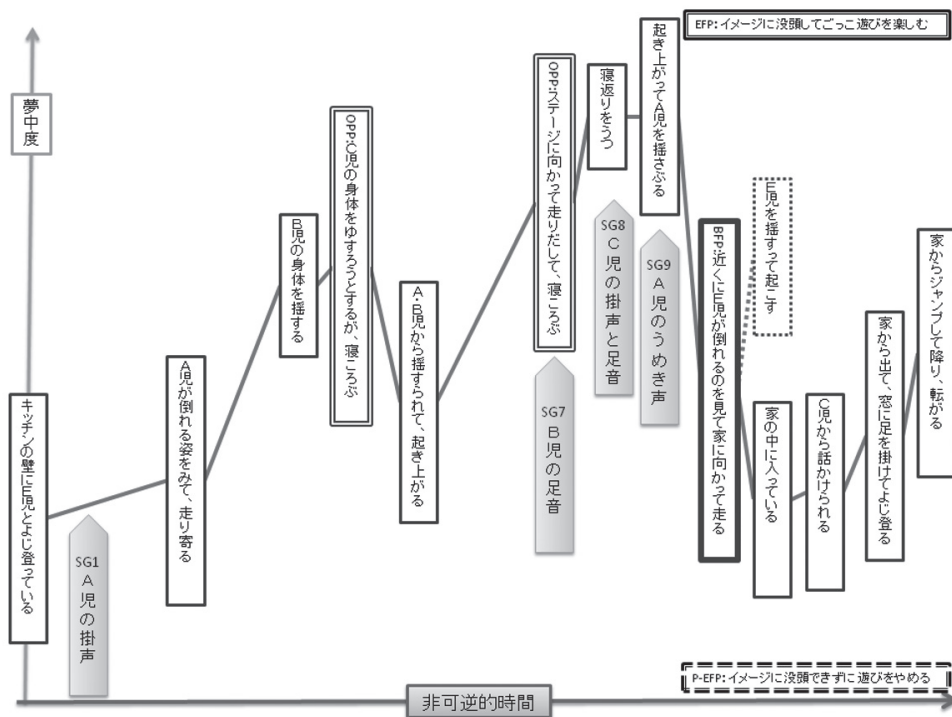 夢中度
キッチンの壁にE児とよじ登っている
SG1 A児の掛声
A児が倒れる姿をみて、走り寄る
B児の身体を揺する
OPP:C児の身体をゆすろうとするが、寝ころぶ
A・B児から揺すられて、起き上がる
OPP:ステージに向かって走りだして、寝ころぶ
SG7 B児の足音
寝返りをうつ
SG8 C児の掛声と足音
起き上がってA児を揺さぶる
SG9 A児のうめき声
EFP:イメージに没頭してごっこ遊びを楽しむ
BFP:近くにE児が倒れるのを見て家に向かって走る
E児を揺すって起こす
家の中に入っている
C児から話かけられる
家から出て、窓に足を掛けてよじ登る
家からジャンプして降り、転がる
P-EFP:イメージに没頭できずに遊びをやめる
非可逆的時間